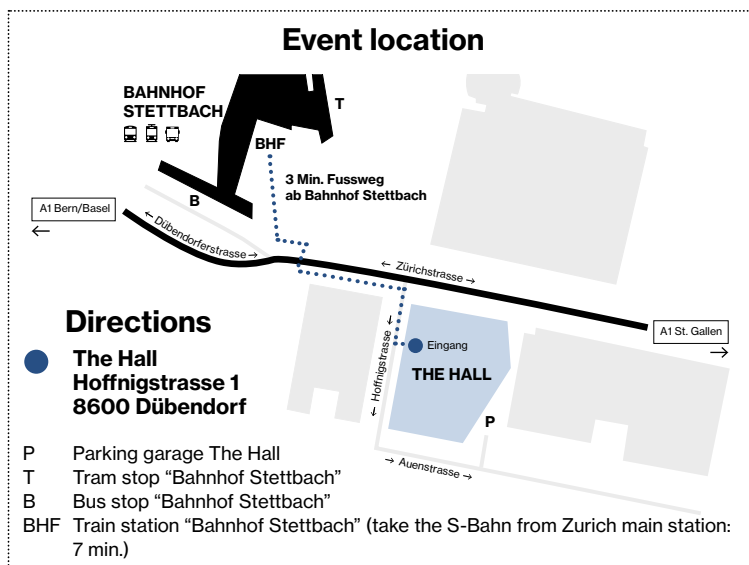 Event location
BAHNHOF
STETTBACH
T
BHF
3 Min. Fussweg
ab Bahnhof Stettbach
B
A1 Bern/Basel
←
← Dübendorferstrasse →
← Zürichstrasse →
A1 St. Gallen
→
Directions
The Hall
Hoffnigstrasse 1
8600 Dübendorf
← Hoffnigstrasse →
Eingang
THE HALL
P
→ Auenstrasse →
P Parking garage The Hall
T Tram stop “Bahnhof Stettbach”
B Bus stop “Bahnhof Stettbach”
BHF Train station “Bahnhof Stettbach” (take the S-Bahn from Zurich main station:
7 min.)